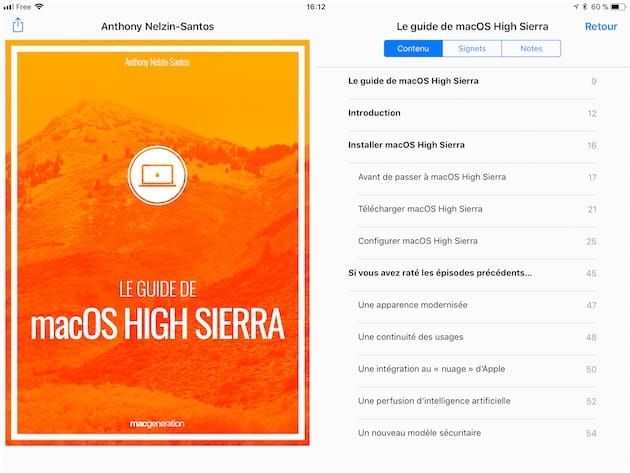 Free 16:12 60 %
Anthony Nelzin-Santos
Anthony Nelzin-Santos
LE GUIDE DE
macOS HIGH SIERRA
macgeneration
Le guide de macOS High Sierra Retour
Contenu Signets Notes
Le guide de macOS High Sierra 9
Introduction 12
Installer macOS High Sierra 16
Avant de passer à macOS High Sierra 17
Télécharger macOS High Sierra 21
Configurer macOS High Sierra 25
Si vous avez raté les épisodes précédents... 45
Une apparence modernisée 47
Une continuité des usages 48
Une intégration au « nuage » d'Apple 50
Une perfusion d'intelligence artificielle 52
Un nouveau modèle sécuritaire 54